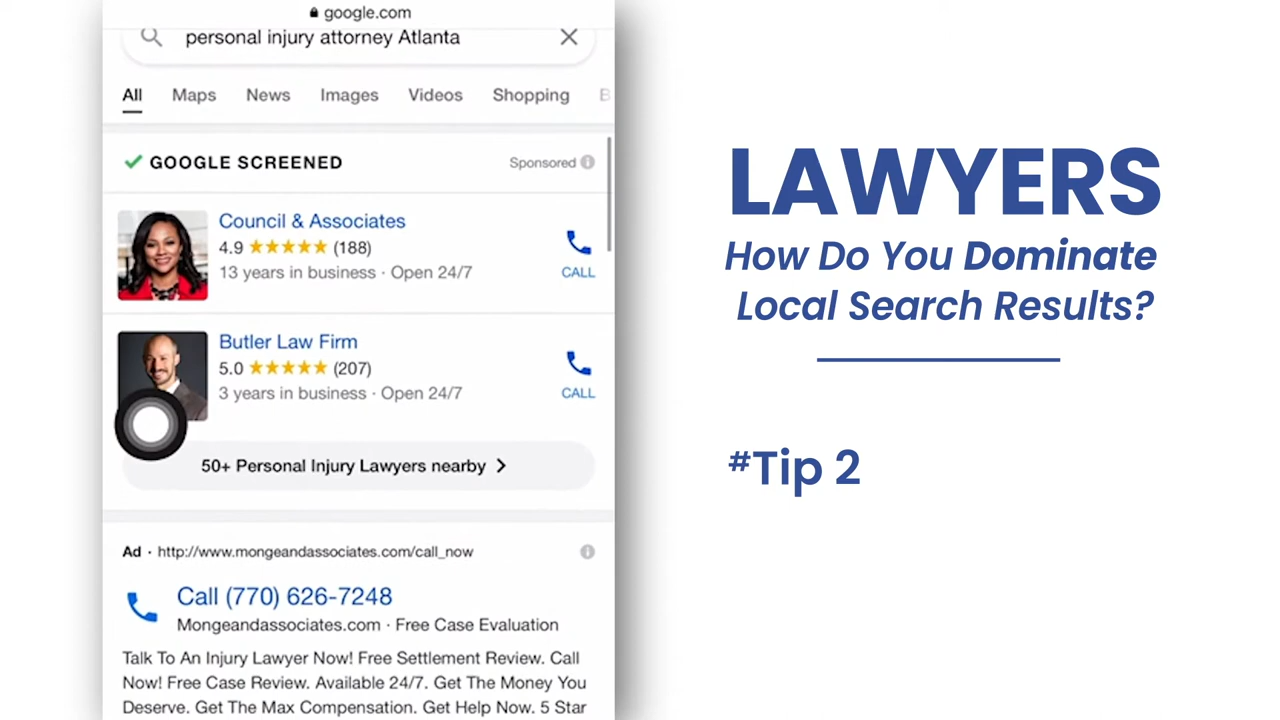 google.com
personal injury attorney Atlanta
All Maps News Images Videos Shopping B
GOOGLE SCREENED Sponsored
Council & Associates
4.9 ★★★★★ (188)
13 years in business · Open 24/7
CALL
Butler Law Firm
5.0 ★★★★★ (207)
3 years in business · Open 24/7
CALL
50+ Personal Injury Lawyers nearby
Ad · http://www.mongeandassociates.com/call_now
Call (770) 626-7248
Mongeandassociates.com · Free Case Evaluation
Talk To An Injury Lawyer Now! Free Settlement Review. Call
Now! Free Case Review. Available 24/7. Get The Money You
Deserve. Get The Max Compensation. Get Help Now. 5 Star
LAWYERS
How Do You Dominate
Local Search Results?
#Tip 2